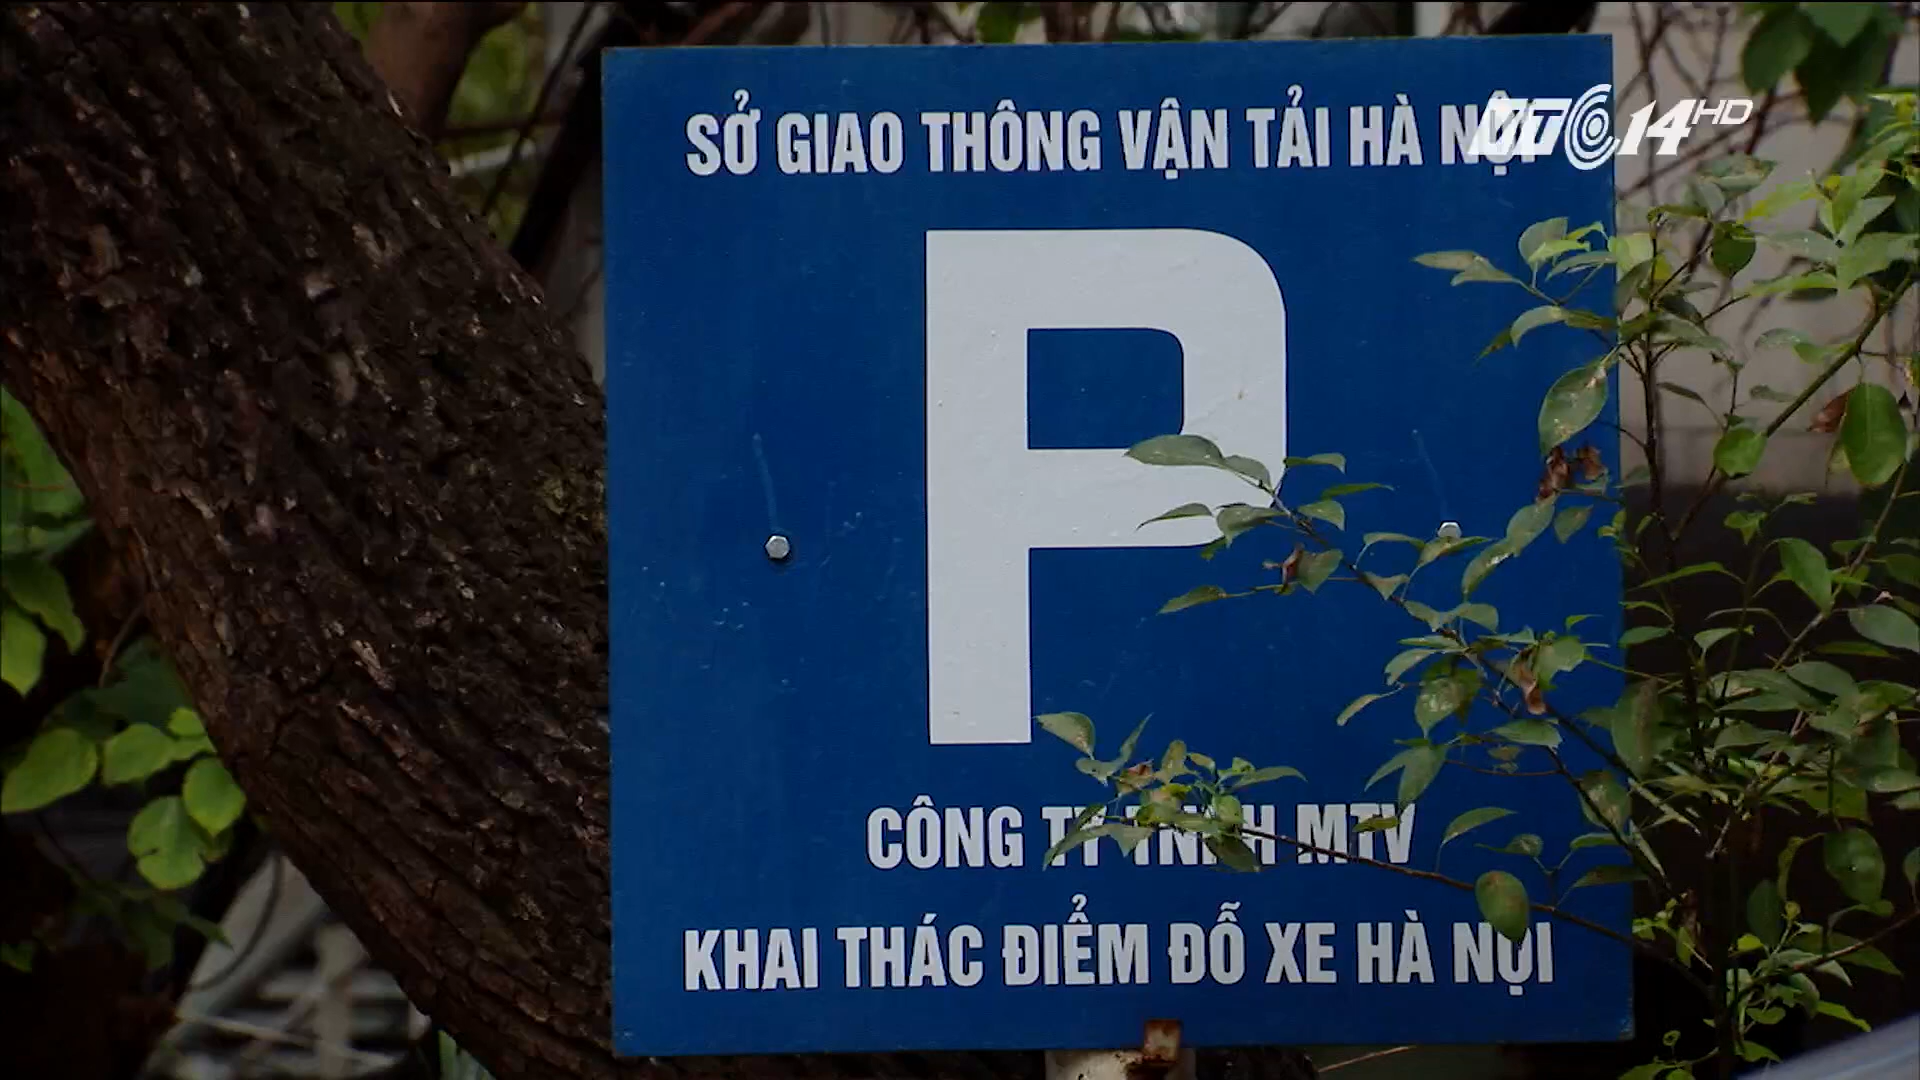 SỞ GIAO THÔNG VẬN TẢI HÀ NỘI
VTC14 HD
P
CÔNG TY TNHH MTV
KHAI THÁC ĐIỂM ĐỖ XE HÀ NỘI